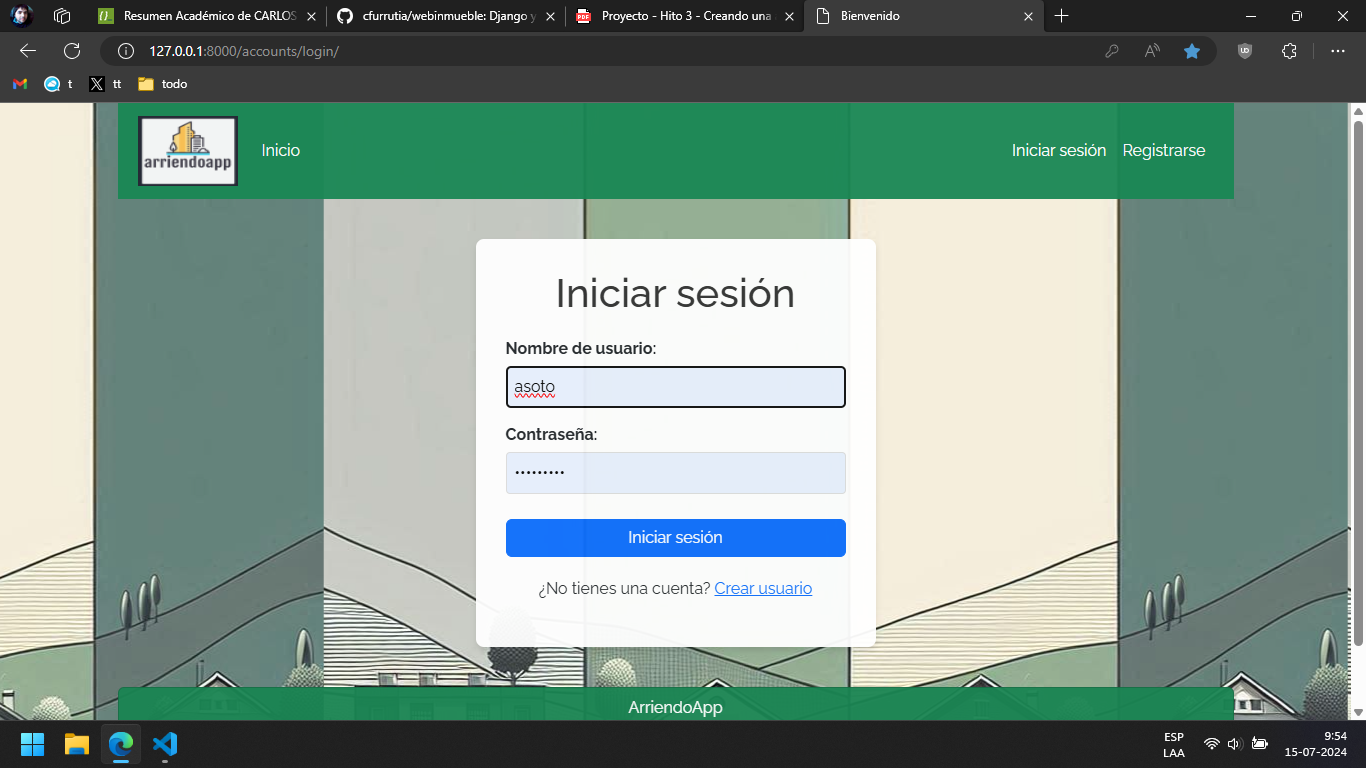 Resumen Académico de CARLOS
cfurrutia/webinmueble: Django y
Proyecto - Hito 3 - Creando una
Bienvenido
127.0.0.1:8000/accounts/login/
t
tt
todo
arriendoapp
Inicio
Iniciar sesión
Registrarse
Iniciar sesión
Nombre de usuario:
asoto
Contraseña:
•••••••••
Iniciar sesión
¿No tienes una cuenta? Crear usuario
ArriendoApp
ESP
LAA
9:54
15-07-2024